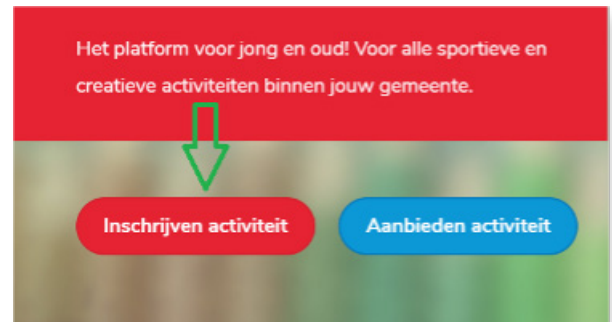 Het platform voor jong en oud! Voor alle sportieve en
creatieve activiteiten binnen jouw gemeente.
Inschrijven activiteit
Aanbieden activiteit